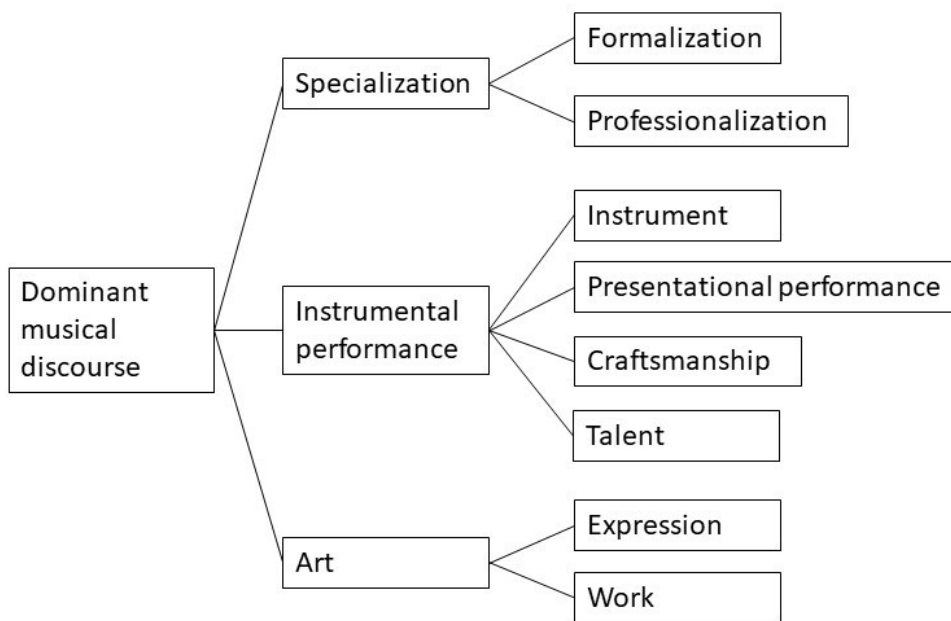 Dominant
musical
discourse
Specialization
Formalization
Professionalization
Instrumental
performance
Instrument
Presentational performance
Craftsmanship
Talent
Art
Expression
Work